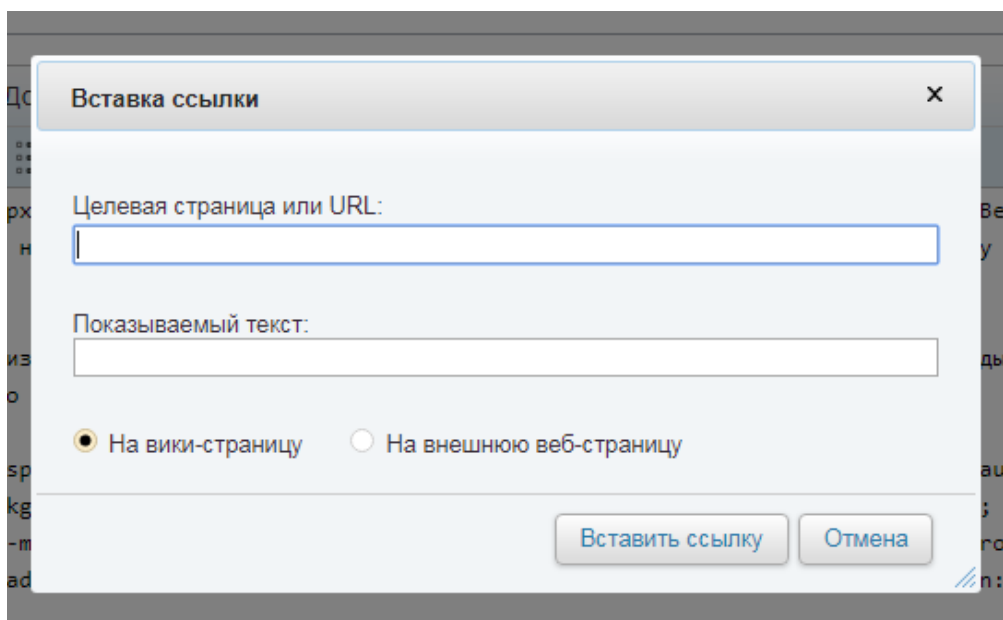 Вставка ссылки
Целевая страница или URL:
Показываемый текст:
На вики-страницу На внешнюю веб-страницу
Вставить ссылку Отмена